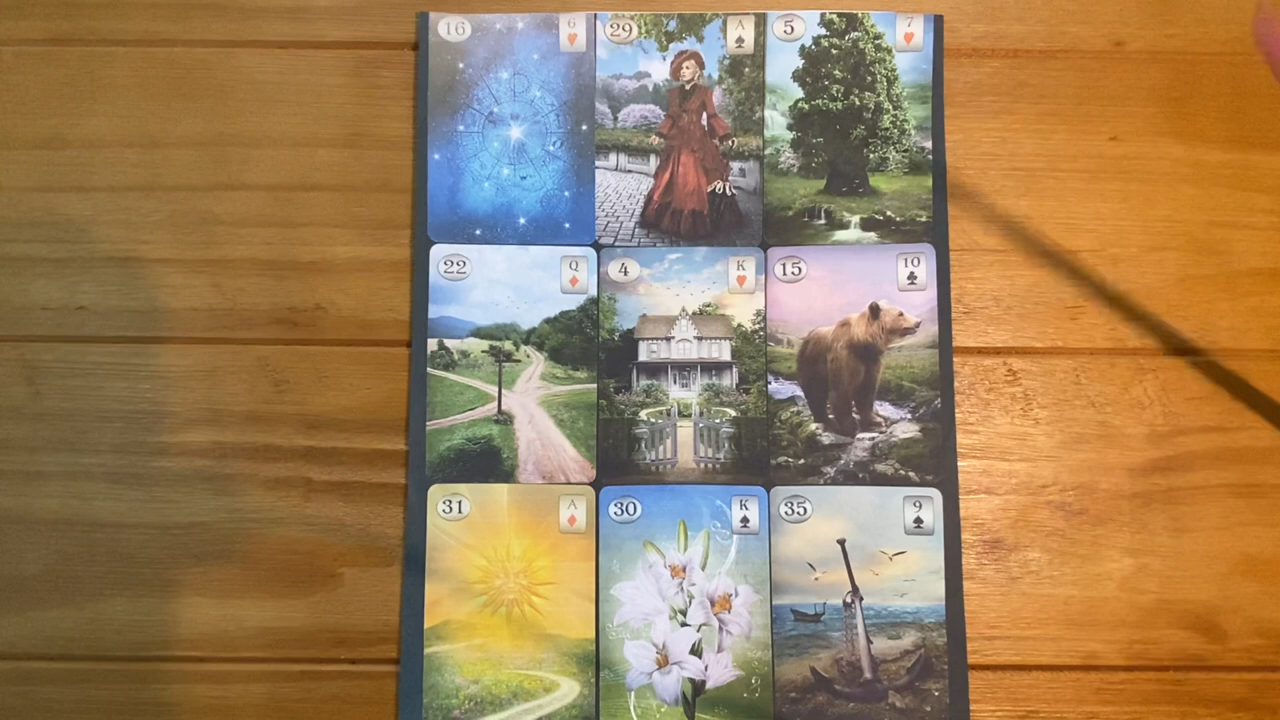 16 6♥ 29 A♠ 5 7♥
22 Q♦ 4 K♥ 15 10♣
31 A♦ 30 K♠ 35 9♠